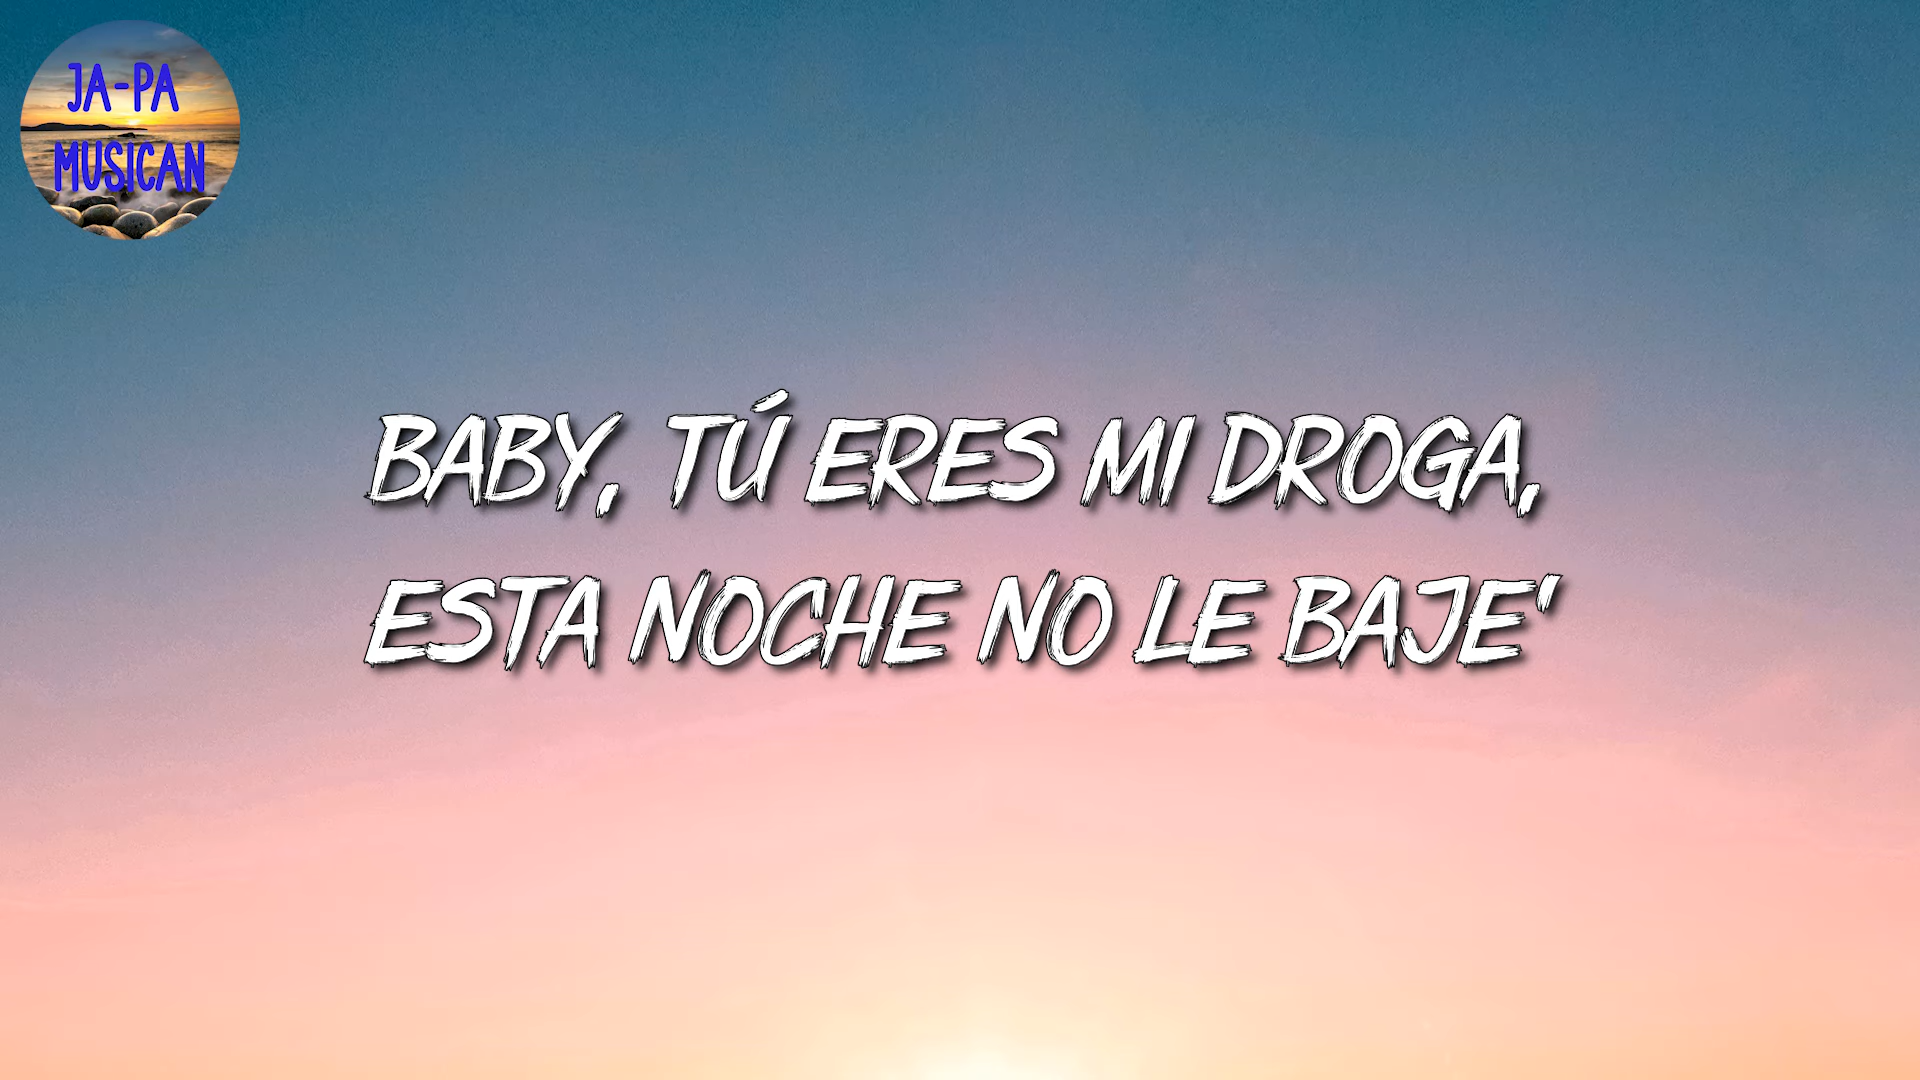 JA-PA
MUSICAN
BABY, TÚ ERES MI DROGA,
ESTA NOCHE NO LE BAJE'